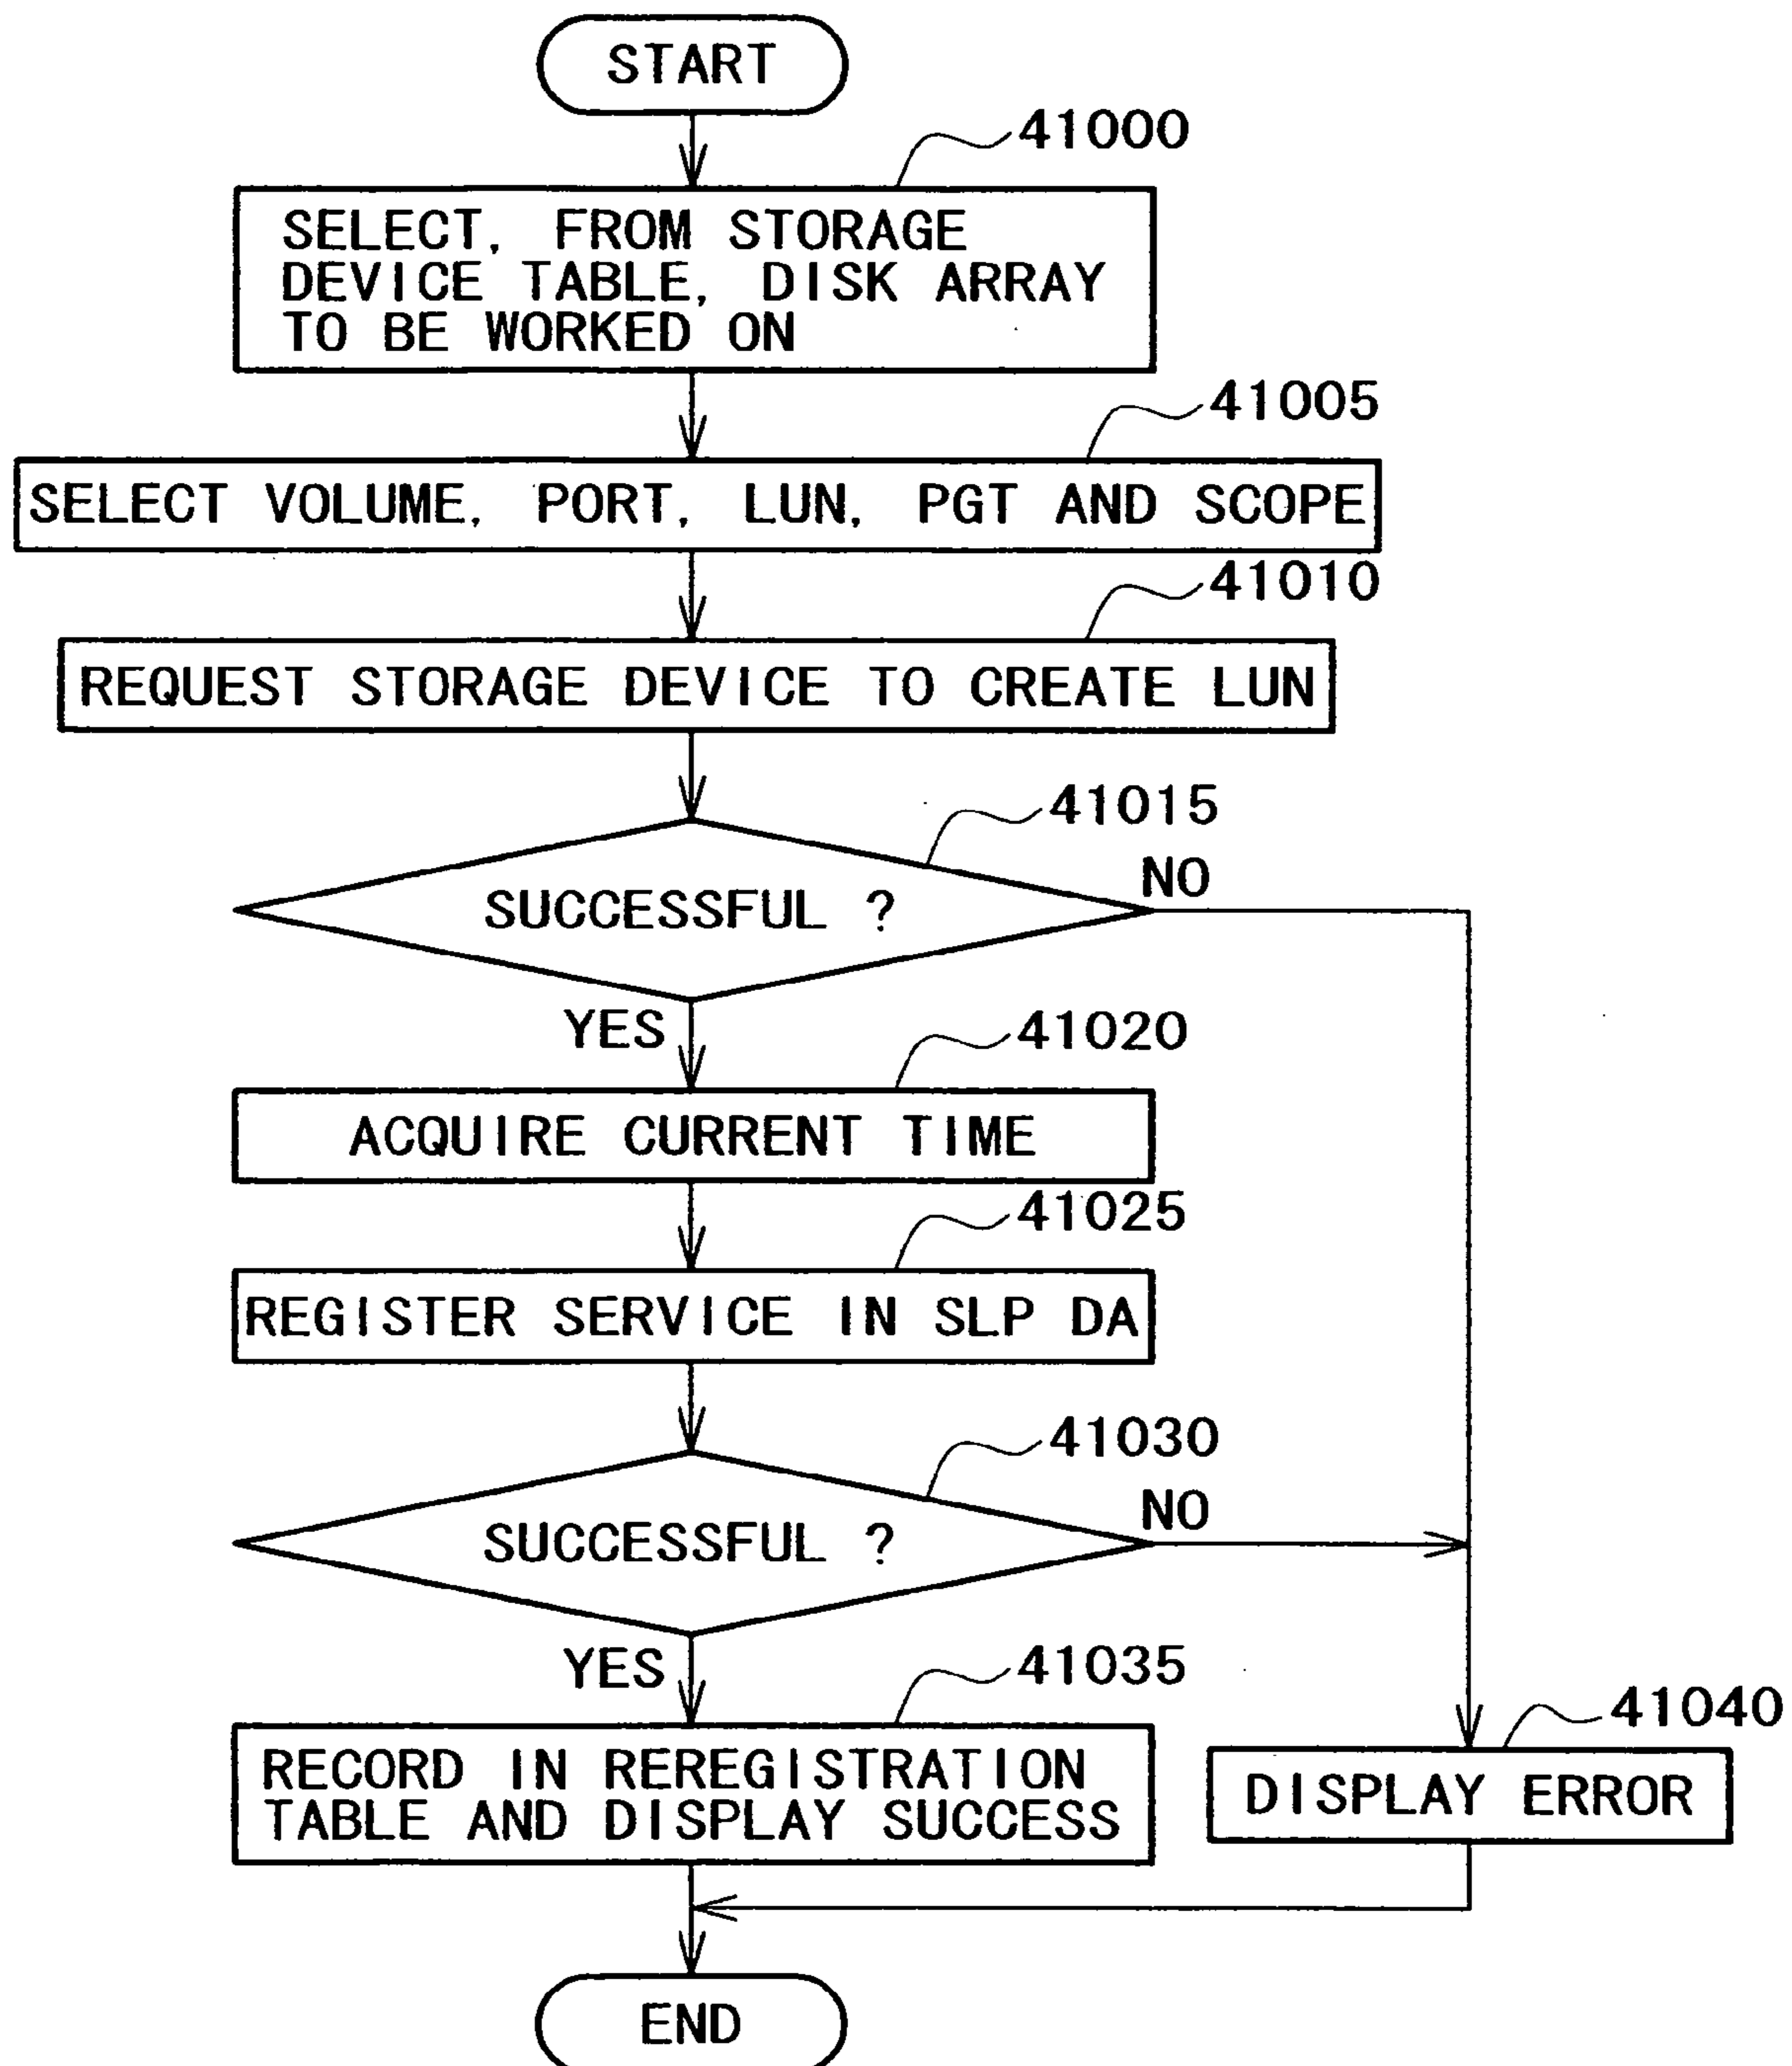 START
41000
SELECT, FROM STORAGE
DEVICE TABLE, DISK ARRAY
TO BE WORKED ON
41005
SELECT VOLUME, PORT, LUN, PGT AND SCOPE
41010
REQUEST STORAGE DEVICE TO CREATE LUN
41015
SUCCESSFUL ?
NO
YES
41020
ACQUIRE CURRENT TIME
41025
REGISTER SERVICE IN SLP DA
41030
SUCCESSFUL ?
NO
YES
41035
RECORD IN REREGISTRATION
TABLE AND DISPLAY SUCCESS
41040
DISPLAY ERROR
END